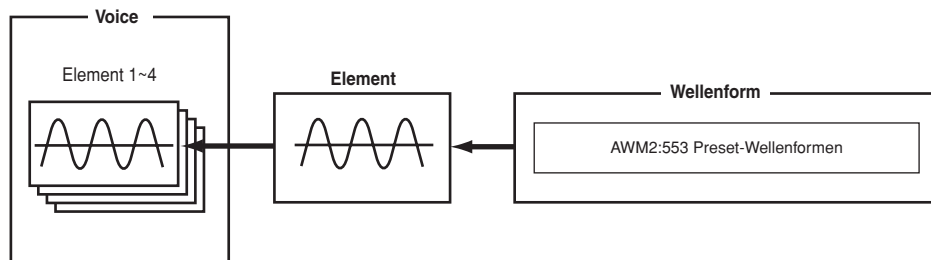 Voice
Element 1~4
Element
Wellenform
AWM2:553 Preset-Wellenformen